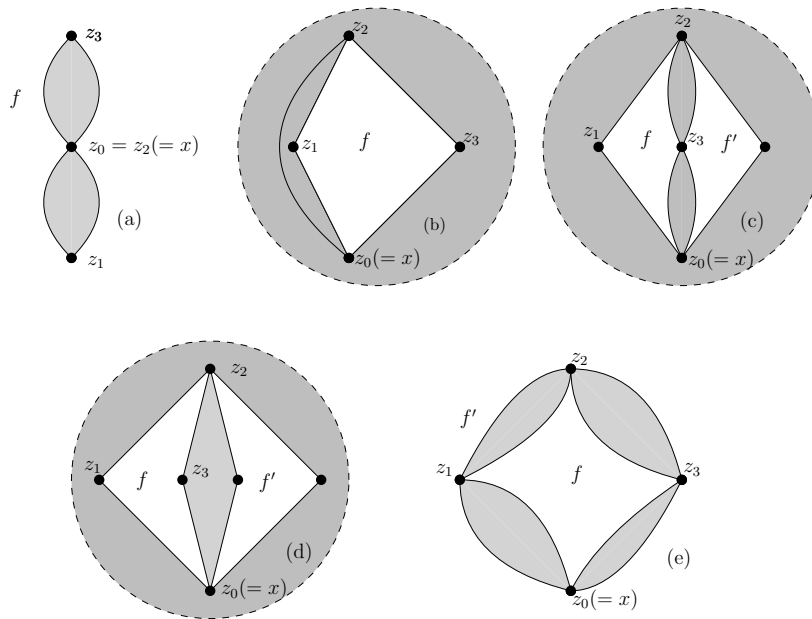 z₃
f
z₀ = z₂(= x)
(a)
z₁
z₂
z₁
f
z₃
(b)
z₀(= x)
z₂
z₁
f
z₃
f′
(c)
z₀(= x)
z₂
z₁
f
z₃
f′
(d)
z₀(= x)
z₂
f′
z₁
f
z₃
(e)
z₀(= x)